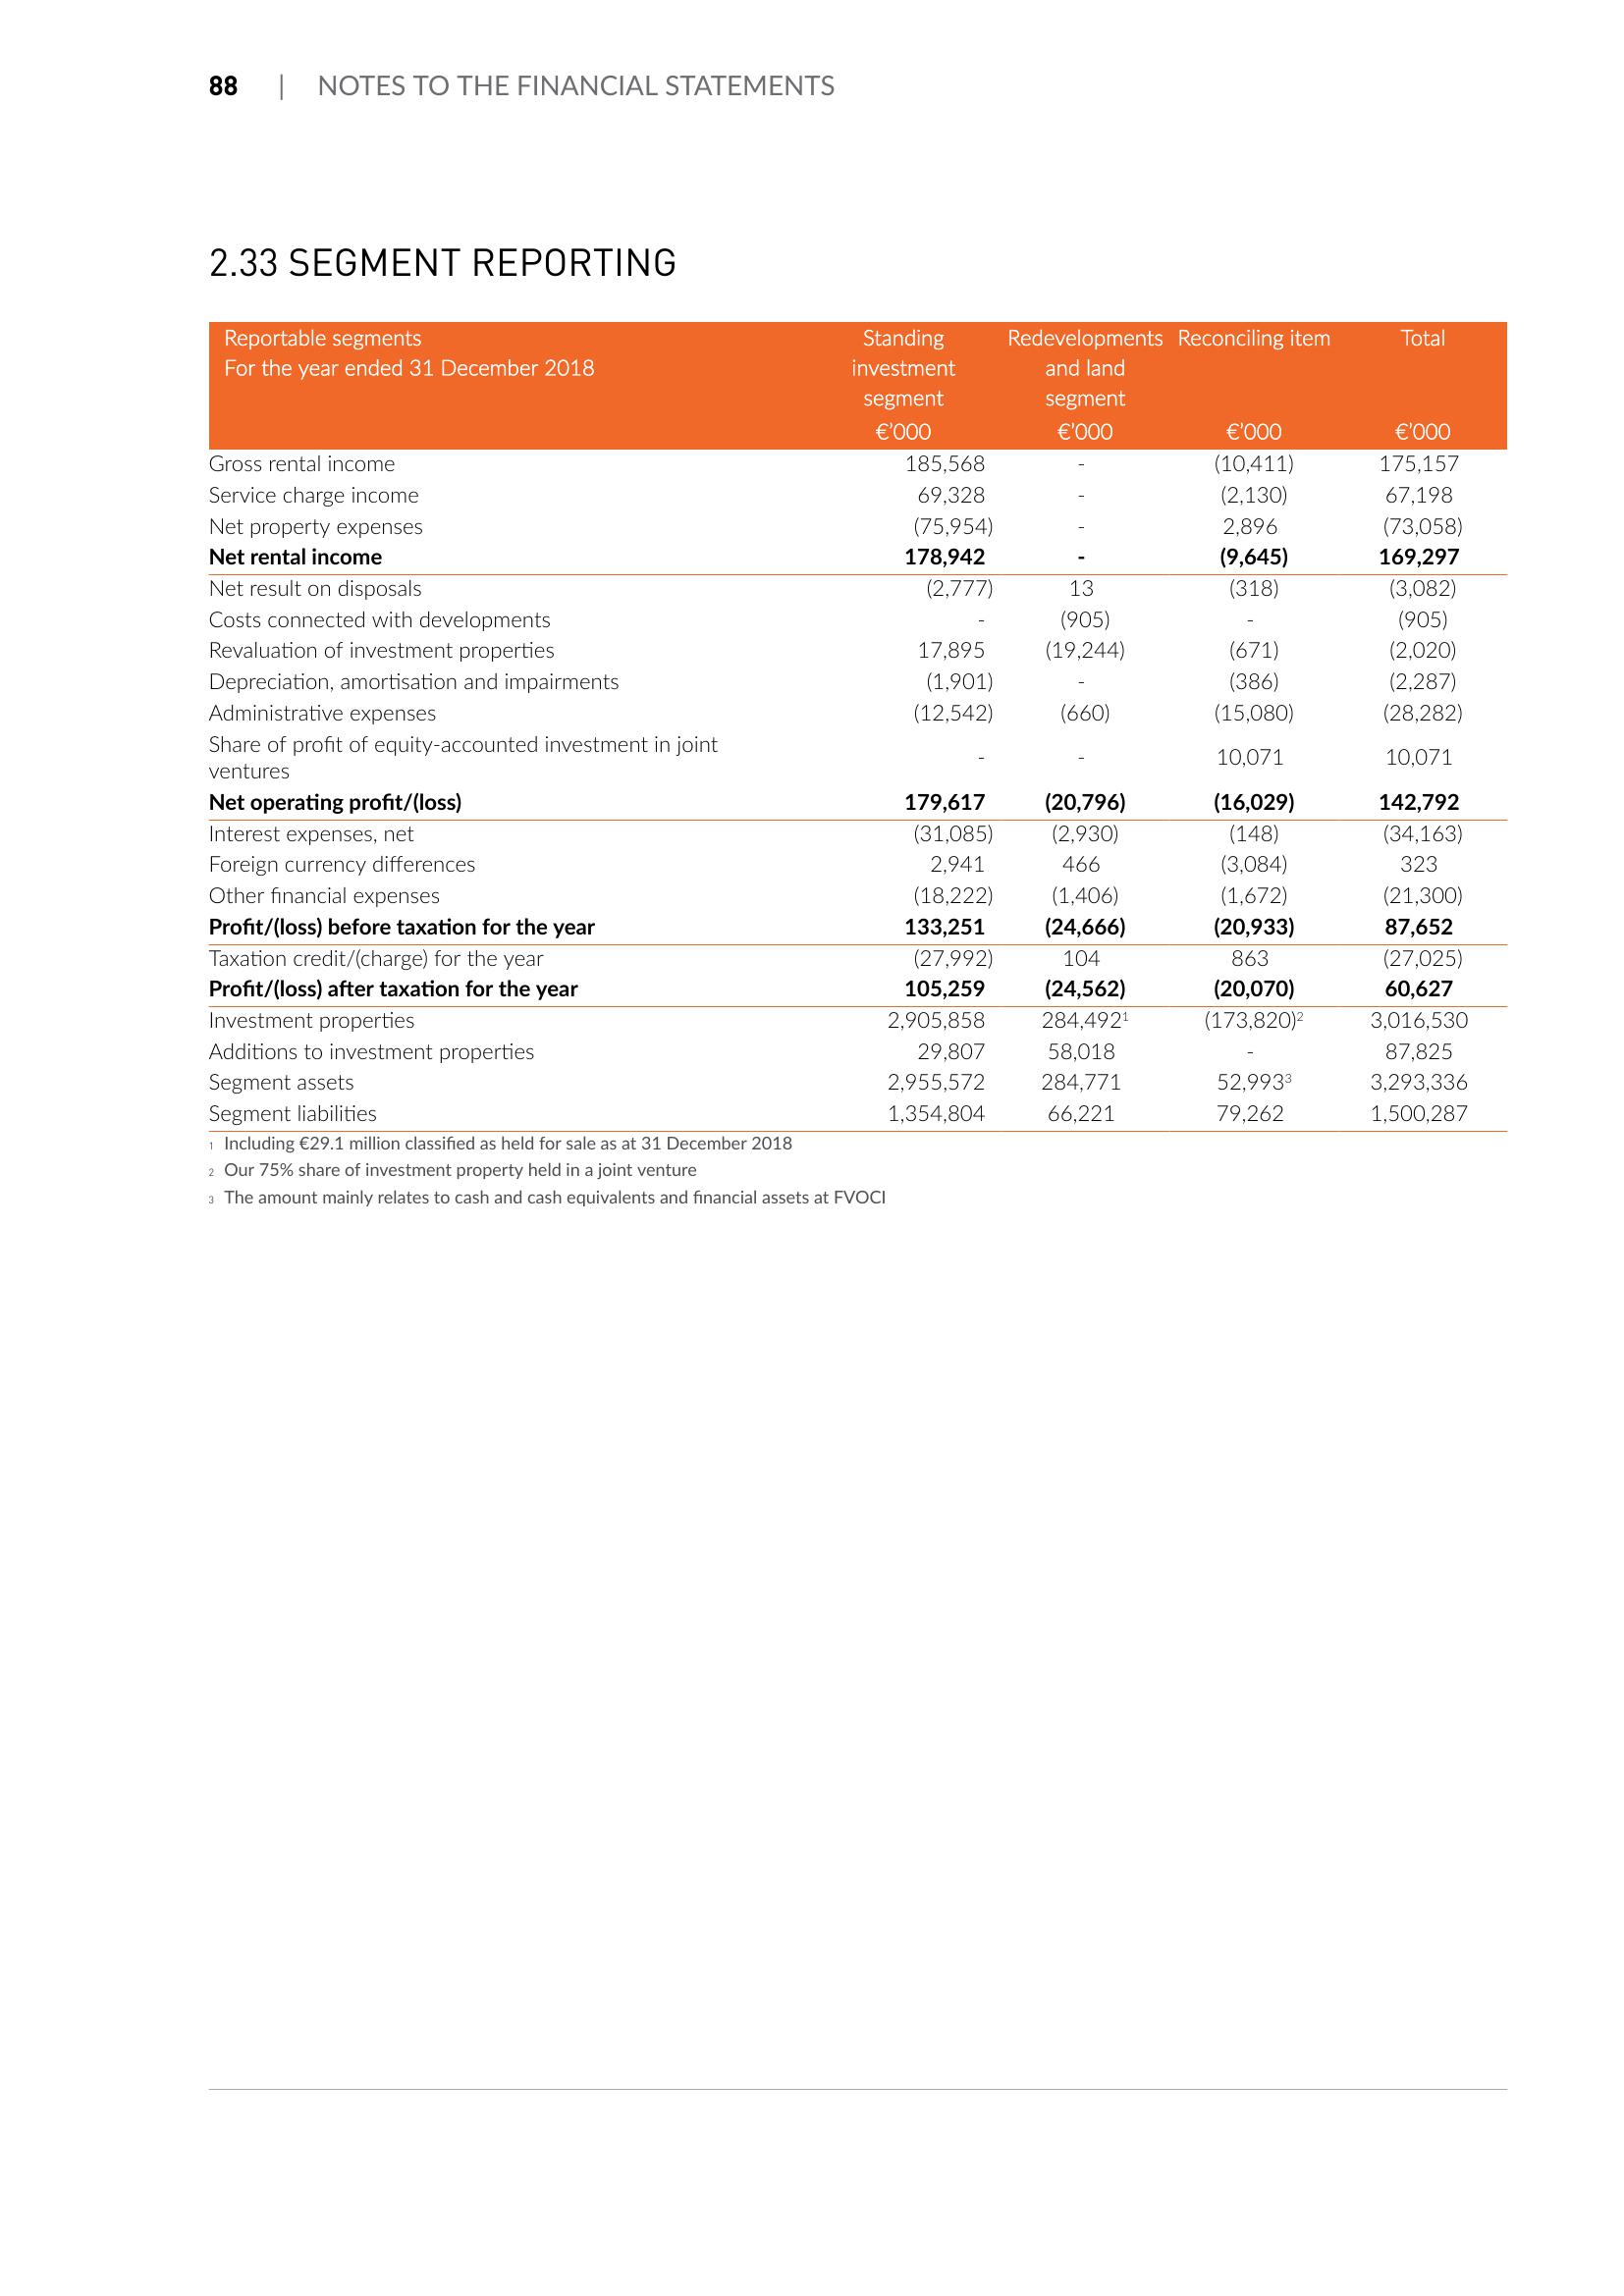 88 | NOTES TO THE FINANCIAL STATEMENTS
2.33 SEGMENT REPORTING
Reportable segments Standing Redevelopments Reconciling item Total
For the year ended 31 December 2018 investment and land
segment segment
€’000 €’000 €’000 €’000
Gross rental income 185,568 - (10,411) 175,157
Service charge income 69,328 - (2,130) 67,198
Net property expenses (75,954) - 2,896 (73,058)
Net rental income 178,942 - (9,645) 169,297
Net result on disposals (2,777) 13 (318) (3,082)
Costs connected with developments - (905) - (905)
Revaluation of investment properties 17,895 (19,244) (671) (2,020)
Depreciation, amortisation and impairments (1,901) - (386) (2,287)
Administrative expenses (12,542) (660) (15,080) (28,282)
Share of profit of equity-accounted investment in joint
ventures - - 10,071 10,071
Net operating profit/(loss) 179,617 (20,796) (16,029) 142,792
Interest expenses, net (31,085) (2,930) (148) (34,163)
Foreign currency differences 2,941 466 (3,084) 323
Other financial expenses (18,222) (1,406) (1,672) (21,300)
Profit/(loss) before taxation for the year 133,251 (24,666) (20,933) 87,652
Taxation credit/(charge) for the year (27,992) 104 863 (27,025)
Profit/(loss) after taxation for the year 105,259 (24,562) (20,070) 60,627
Investment properties 2,905,858 284,492¹ (173,820)² 3,016,530
Additions to investment properties 29,807 58,018 - 87,825
Segment assets 2,955,572 284,771 52,993³ 3,293,336
Segment liabilities 1,354,804 66,221 79,262 1,500,287
1 Including €29.1 million classified as held for sale as at 31 December 2018
2 Our 75% share of investment property held in a joint venture
3 The amount mainly relates to cash and cash equivalents and financial assets at FVOCI